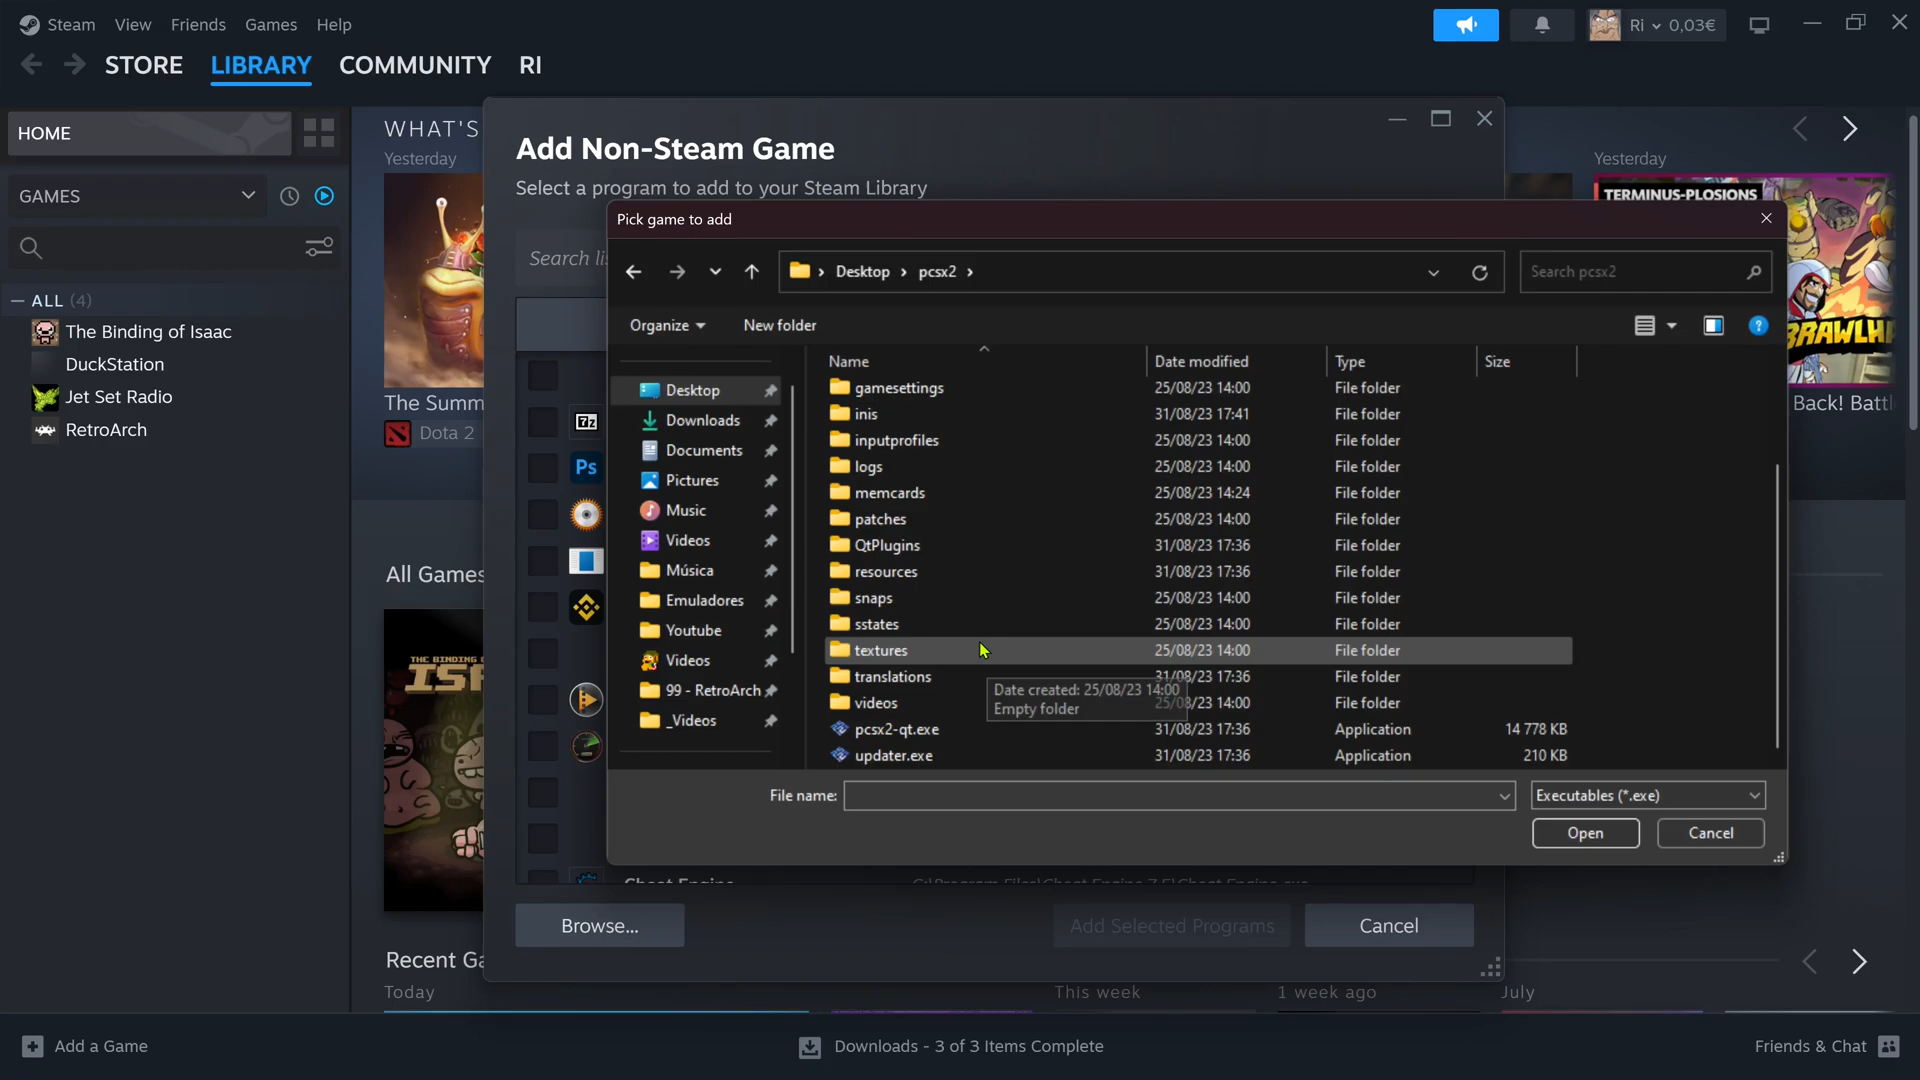 Steam View Friends Games Help
Ri 0,03€
STORE LIBRARY COMMUNITY RI
HOME
GAMES
ALL (4)
The Binding of Isaac
DuckStation
Jet Set Radio
RetroArch
WHAT'S
Yesterday
The Summ
Dota 2
Yesterday
TERMINUS-PLOSIONS
BRAWLH
Back! Battl
All Games
THE BINDING
Recent Ga
Today
This week
1 week ago
July
Add Non-Steam Game
Select a program to add to your Steam Library
Search lis
7z
Ps
Pick game to add
Desktop pcsx2
Search pcsx2
Organize New folder
Desktop
Downloads
Documents
Pictures
Music
Videos
Música
Emuladores
Youtube
Videos
99 - RetroArch
_Videos
Name Date modified Type Size
gamesettings 25/08/23 14:00 File folder
inis 31/08/23 17:41 File folder
inputprofiles 25/08/23 14:00 File folder
logs 25/08/23 14:00 File folder
memcards 25/08/23 14:24 File folder
patches 25/08/23 14:00 File folder
QtPlugins 31/08/23 17:36 File folder
resources 31/08/23 17:36 File folder
snaps 25/08/23 14:00 File folder
sstates 25/08/23 14:00 File folder
textures 25/08/23 14:00 File folder
translations 31/08/23 17:36 File folder
Date created: 25/08/23 14:00
Empty folder
videos 25/08/23 14:00 File folder
pcsx2-qt.exe 31/08/23 17:36 Application 14 778 KB
updater.exe 31/08/23 17:36 Application 210 KB
File name: Executables (*.exe)
Open Cancel
Browse... Add Selected Programs Cancel
Add a Game
Downloads - 3 of 3 Items Complete
Friends & Chat